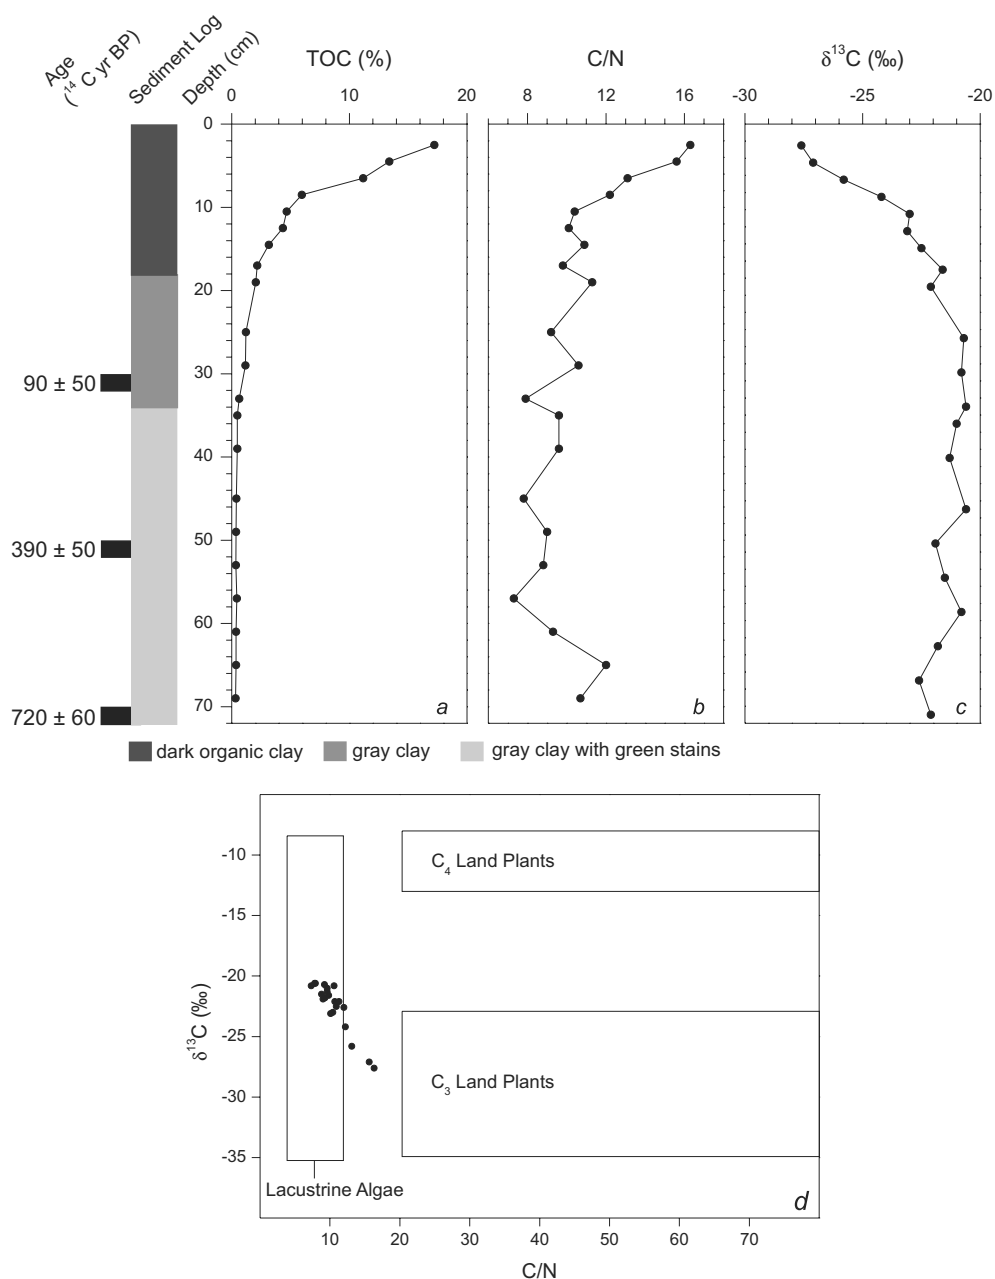 Age
(¹⁴ C yr BP)
Sediment Log
Depth (cm)
TOC (%)
C/N
δ¹³C (‰)
0 10 20
8 12 16
-30 -25 -20
0
10
20
30
40
50
60
70
90 ± 50
390 ± 50
720 ± 60
a
b
c
dark organic clay
gray clay
gray clay with green stains
δ¹³C (‰)
-10
-15
-20
-25
-30
-35
C₄ Land Plants
C₃ Land Plants
Lacustrine Algae
d
10 20 30 40 50 60 70
C/N